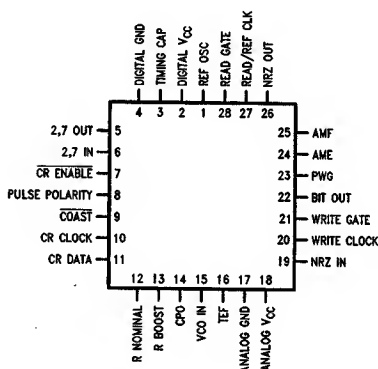 DIGITAL GND
TIMING CAP
DIGITAL VCC
REF OSC
READ GATE
READ/REF CLK
NRZ OUT
4 3 2 1 28 27 26
2,7 OUT 5
2,7 IN 6
CR ENABLE 7
PULSE POLARITY 8
COAST 9
CR CLOCK 10
CR DATA 11
25 AMF
24 AME
23 PWG
22 BIT OUT
21 WRITE GATE
20 WRITE CLOCK
19 NRZ IN
12 13 14 15 16 17 18
R NOMINAL
R BOOST
CPO
VCO IN
TEF
ANALOG GND
ANALOG VCC